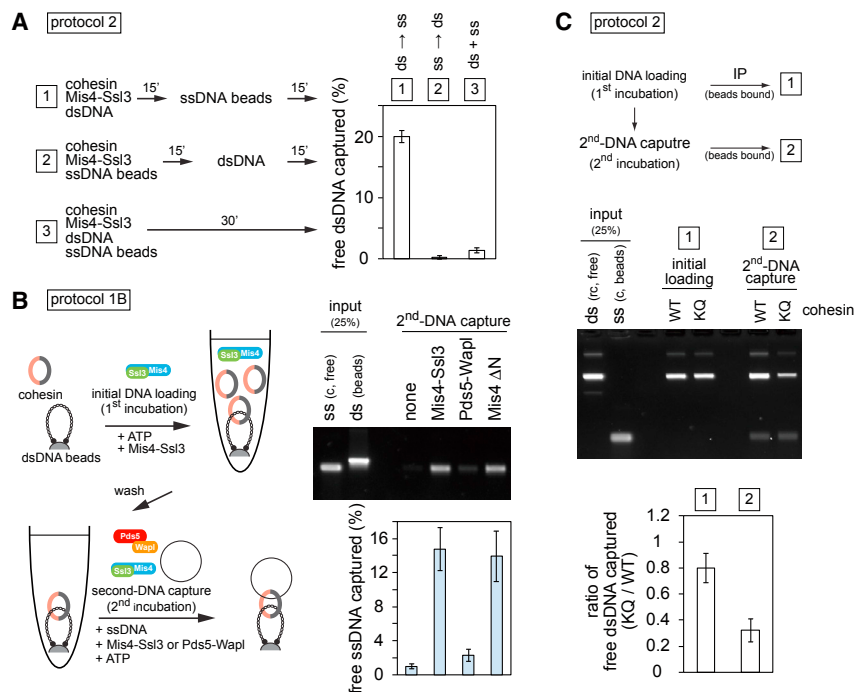 A
protocol 2
1
cohesin
Mis4-Ssl3
dsDNA
15’
ssDNA beads
15’
2
cohesin
Mis4-Ssl3
ssDNA beads
15’
dsDNA
15’
3
cohesin
Mis4-Ssl3
dsDNA
ssDNA beads
30’
ds → ss
ss → ds
ds + ss
1
2
3
free dsDNA captured (%)
20
10
0
B
protocol 1B
cohesin
dsDNA beads
Ssl3 Mis4
initial DNA loading
(1st incubation)
+ ATP
+ Mis4-Ssl3
Ssl3 Mis4
wash
Pds5
Wapl
Ssl3 Mis4
second-DNA capture
(2nd incubation)
+ ssDNA
+ Mis4-Ssl3 or Pds5-Wapl
+ ATP
input
(25%)
2nd-DNA capture
ss (c, free)
ds (beads)
none
Mis4-Ssl3
Pds5-Wapl
Mis4 ΔN
free ssDNA captured (%)
16
12
8
4
0
C
protocol 2
initial DNA loading
(1st incubation)
IP
(beads bound)
1
2nd-DNA caputre
(2nd incubation)
(beads bound)
2
input
(25%)
1
2
initial
loading
2nd-DNA
capture
ds (rc, free)
ss (c, beads)
WT
KQ
WT
KQ
cohesin
1
2
ratio of
free dsDNA captured
(KQ / WT)
1.2
1
0.8
0.6
0.4
0.2
0